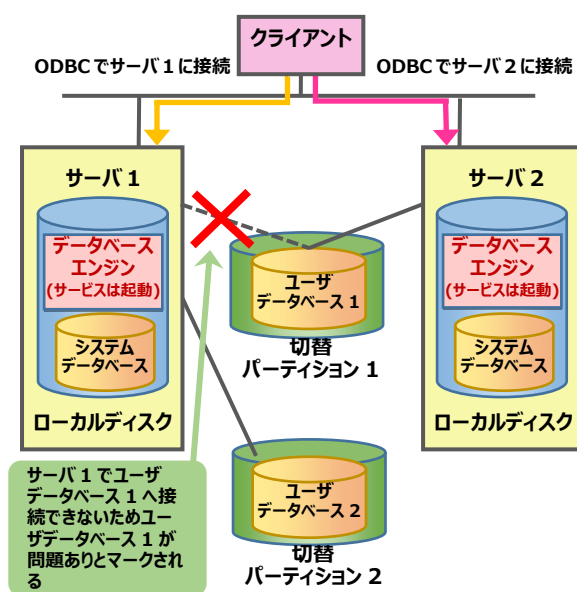 クライアント
ODBCでサーバ1に接続
ODBCでサーバ2に接続
サーバ1
データベース
エンジン
(サービスは起動)
システム
データベース
ローカルディスク
ユーザ
データベース1
切替
パーティション1
サーバ2
データベース
エンジン
(サービスは起動)
システム
データベース
ローカルディスク
サーバ1でユーザ
データベース1へ接
続できないためユー
ザデータベース1が
問題ありとマークされ
る
ユーザ
データベース2
切替
パーティション2